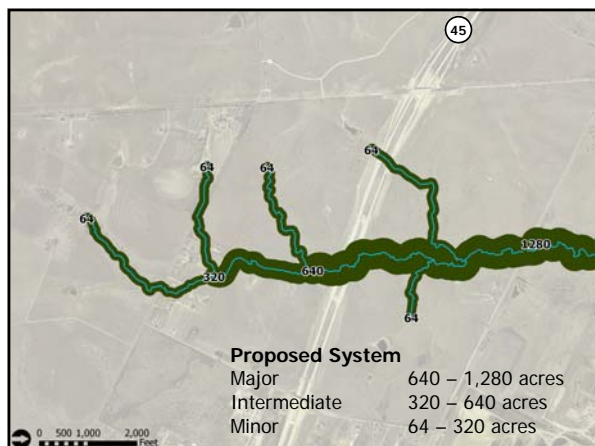 45
64
64
64
64
1280
320
640
64
Proposed System
Major 640 – 1,280 acres
Intermediate 320 – 640 acres
Minor 64 – 320 acres
0 500 1,000 2,000
Feet